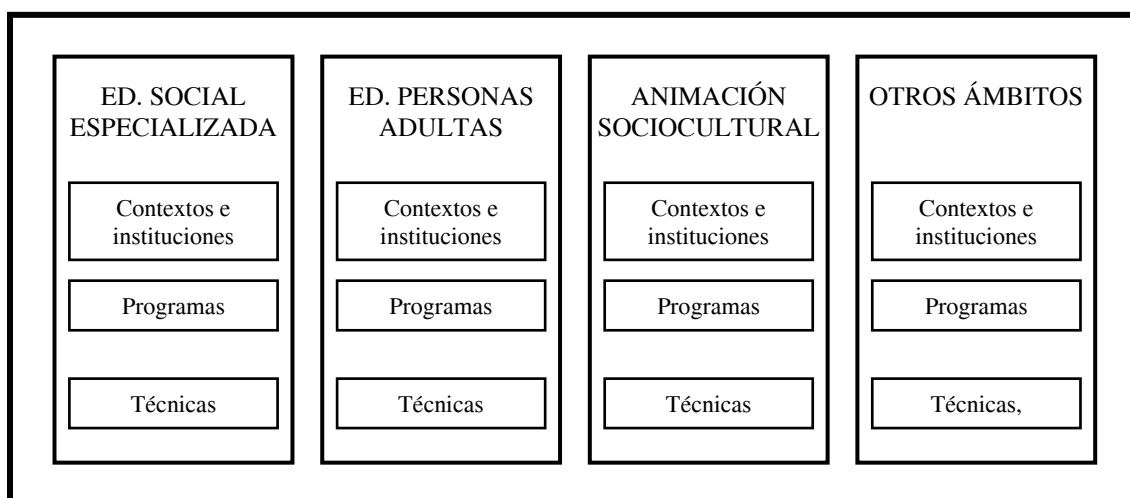 ED. SOCIAL
ESPECIALIZADA
Contextos e
instituciones
Programas
Técnicas
ED. PERSONAS
ADULTAS
Contextos e
instituciones
Programas
Técnicas
ANIMACIÓN
SOCIOCULTURAL
Contextos e
instituciones
Programas
Técnicas
OTROS ÁMBITOS
Contextos e
instituciones
Programas
Técnicas,